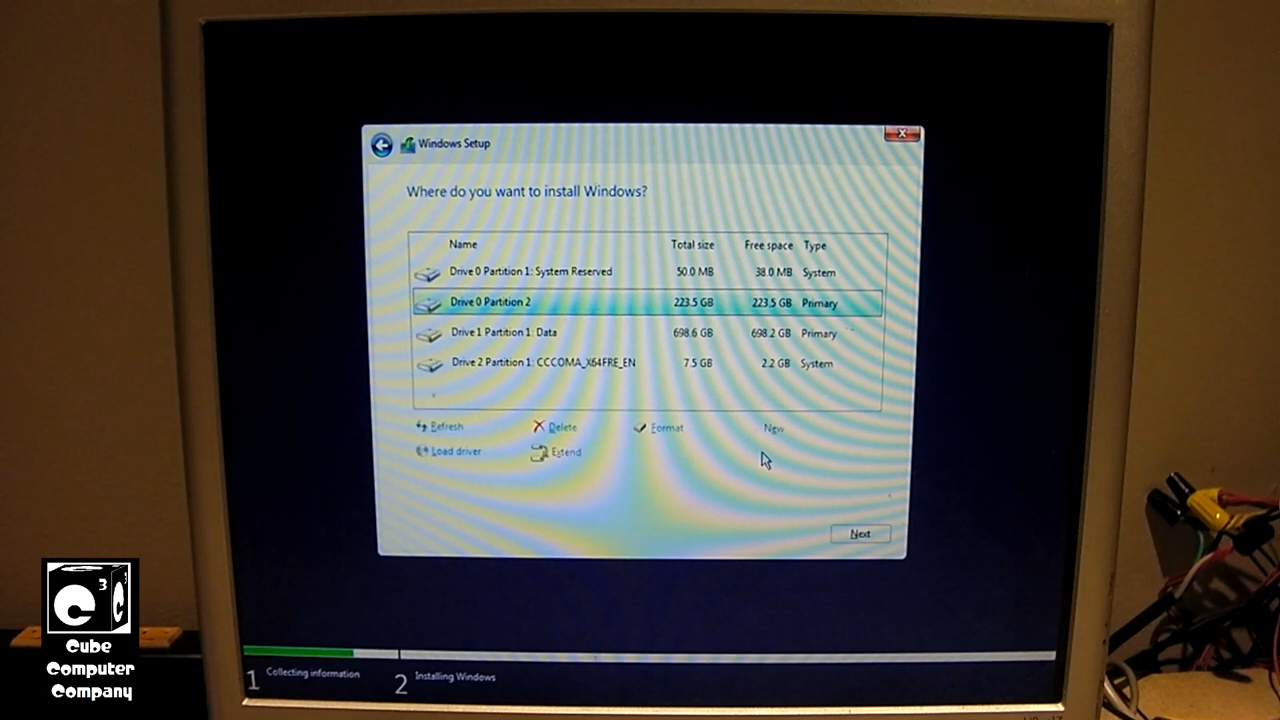 Windows Setup
Where do you want to install Windows?
Name Total size Free space Type
Drive 0 Partition 1: System Reserved 50.0 MB 38.0 MB System
Drive 0 Partition 2 223.5 GB 223.5 GB Primary
Drive 1 Partition 1: Data 698.6 GB 698.2 GB Primary
Drive 2 Partition 1: CCCOMA_X64FRE_EN 7.5 GB 2.2 GB System
Refresh Delete Format New
Load driver Extend
Next
1 Collecting information 2 Installing Windows
Cube
Computer
Company